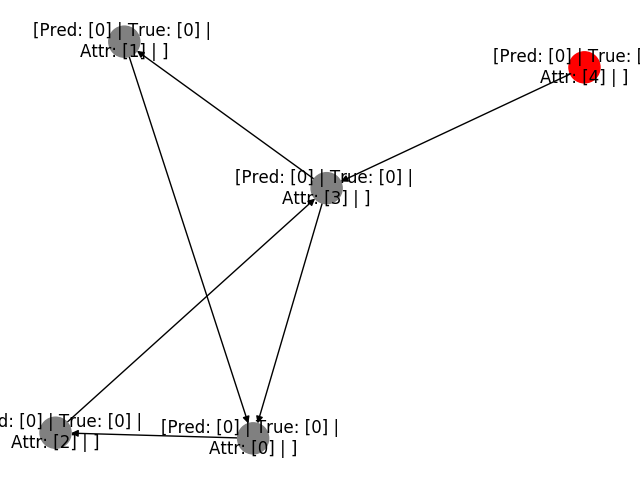 [Pred: [0] | True: [0] |
Attr: [1] | ]
[Pred: [0] | True: [
Attr: [4] | ]
[Pred: [0] | True: [0] |
Attr: [3] | ]
d: [0] | True: [0] |
Attr: [2] | ]
[Pred: [0] | True: [0] |
Attr: [0] | ]